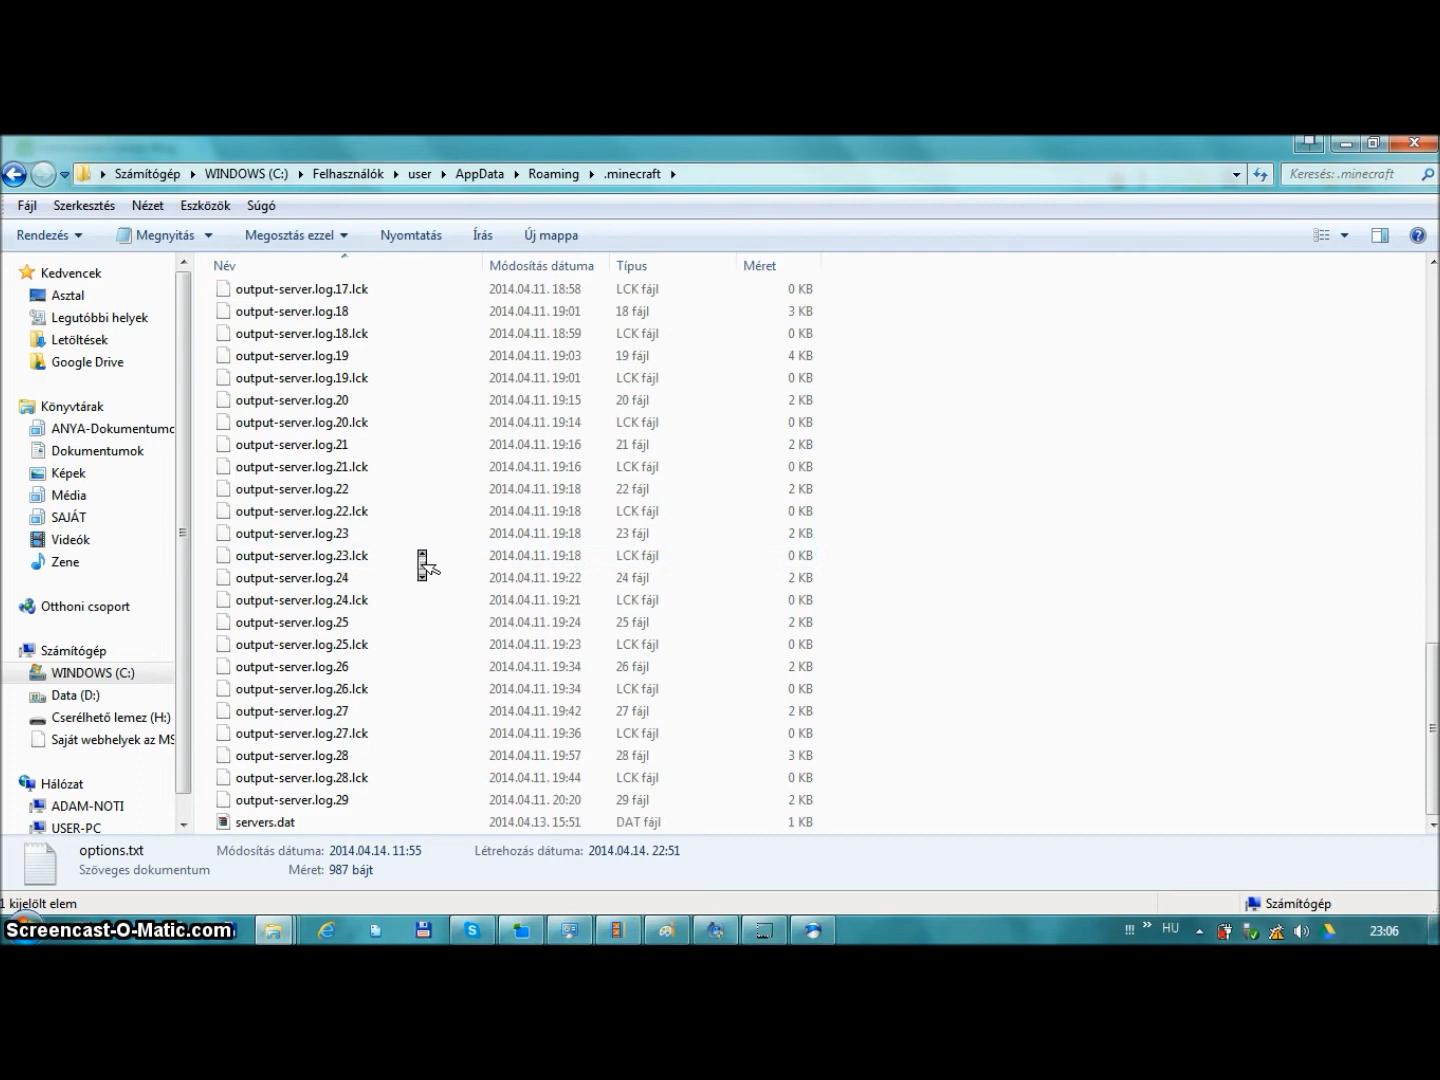 Számítógép WINDOWS (C:) Felhasználók user AppData Roaming .minecraft Keresés: .minecraft
Fájl Szerkesztés Nézet Eszközök Súgó
Rendezés Megnyitás Megosztás ezzel Nyomtatás Írás Új mappa
Kedvencek
Asztal
Legutóbbi helyek
Letöltések
Google Drive
Könyvtárak
ANYA-Dokumentumo
Dokumentumok
Képek
Média
SAJÁT
Videók
Zene
Otthoni csoport
Számítógép
WINDOWS (C:)
Data (D:)
Cserélhető lemez (H:)
Saját webhelyek az MS
Hálózat
ADAM-NOTI
USER-PC
Név Módosítás dátuma Típus Méret
output-server.log.17.lck 2014.04.11. 18:58 LCK fájl 0 KB
output-server.log.18 2014.04.11. 19:01 18 fájl 3 KB
output-server.log.18.lck 2014.04.11. 18:59 LCK fájl 0 KB
output-server.log.19 2014.04.11. 19:03 19 fájl 4 KB
output-server.log.19.lck 2014.04.11. 19:01 LCK fájl 0 KB
output-server.log.20 2014.04.11. 19:15 20 fájl 2 KB
output-server.log.20.lck 2014.04.11. 19:14 LCK fájl 0 KB
output-server.log.21 2014.04.11. 19:16 21 fájl 2 KB
output-server.log.21.lck 2014.04.11. 19:16 LCK fájl 0 KB
output-server.log.22 2014.04.11. 19:18 22 fájl 2 KB
output-server.log.22.lck 2014.04.11. 19:18 LCK fájl 0 KB
output-server.log.23 2014.04.11. 19:18 23 fájl 2 KB
output-server.log.23.lck 2014.04.11. 19:18 LCK fájl 0 KB
output-server.log.24 2014.04.11. 19:22 24 fájl 2 KB
output-server.log.24.lck 2014.04.11. 19:21 LCK fájl 0 KB
output-server.log.25 2014.04.11. 19:24 25 fájl 2 KB
output-server.log.25.lck 2014.04.11. 19:23 LCK fájl 0 KB
output-server.log.26 2014.04.11. 19:34 26 fájl 2 KB
output-server.log.26.lck 2014.04.11. 19:34 LCK fájl 0 KB
output-server.log.27 2014.04.11. 19:42 27 fájl 2 KB
output-server.log.27.lck 2014.04.11. 19:36 LCK fájl 0 KB
output-server.log.28 2014.04.11. 19:57 28 fájl 3 KB
output-server.log.28.lck 2014.04.11. 19:44 LCK fájl 0 KB
output-server.log.29 2014.04.11. 20:20 29 fájl 2 KB
servers.dat 2014.04.13. 15:51 DAT fájl 1 KB
options.txt Módosítás dátuma: 2014.04.14. 11:55 Létrehozás dátuma: 2014.04.14. 22:51
Szöveges dokumentum Méret: 987 bájt
1 kijelölt elem Számítógép
Screencast-O-Matic.com HU 23:06